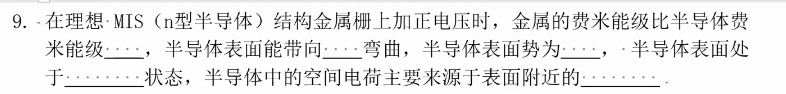 9. 在理想 MIS（n型半导体）结构金属栅上加正电压时，金属的费米能级比半导体费
米能级____，半导体表面能带向____弯曲，半导体表面势为____，半导体表面处
于________状态，半导体中的空间电荷主要来源于表面附近的________.